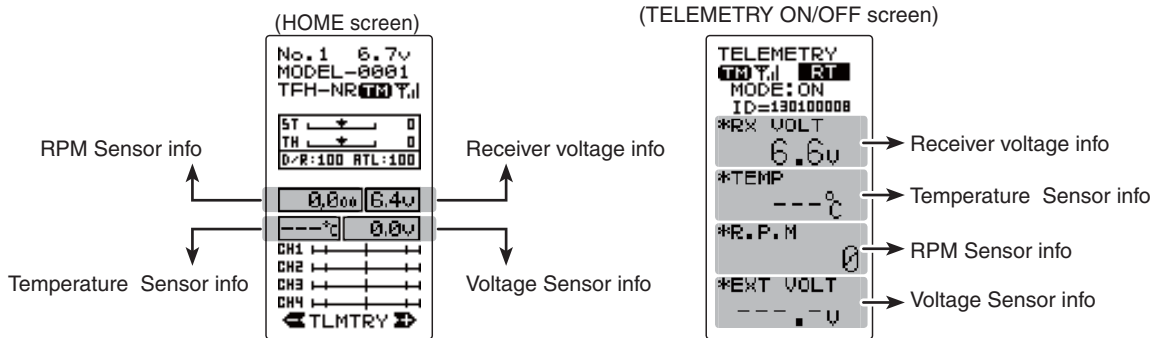 (HOME screen)
No.1 6.7v
MODEL-0001
TFH-NR TM
ST 0
TH 0
D/R:100 ATL:100
0,000 6.4v
---°C 0.0v
CH1
CH2
CH3
CH4
- TLMTRY +
RPM Sensor info
Temperature Sensor info
Receiver voltage info
Voltage Sensor info
(TELEMETRY ON/OFF screen)
TELEMETRY
TM RT
MODE:ON
ID=130100008
*RX VOLT
6.6v
*TEMP
---°C
*R.P.M
0
*EXT VOLT
---.-v
Receiver voltage info
Temperature Sensor info
RPM Sensor info
Voltage Sensor info